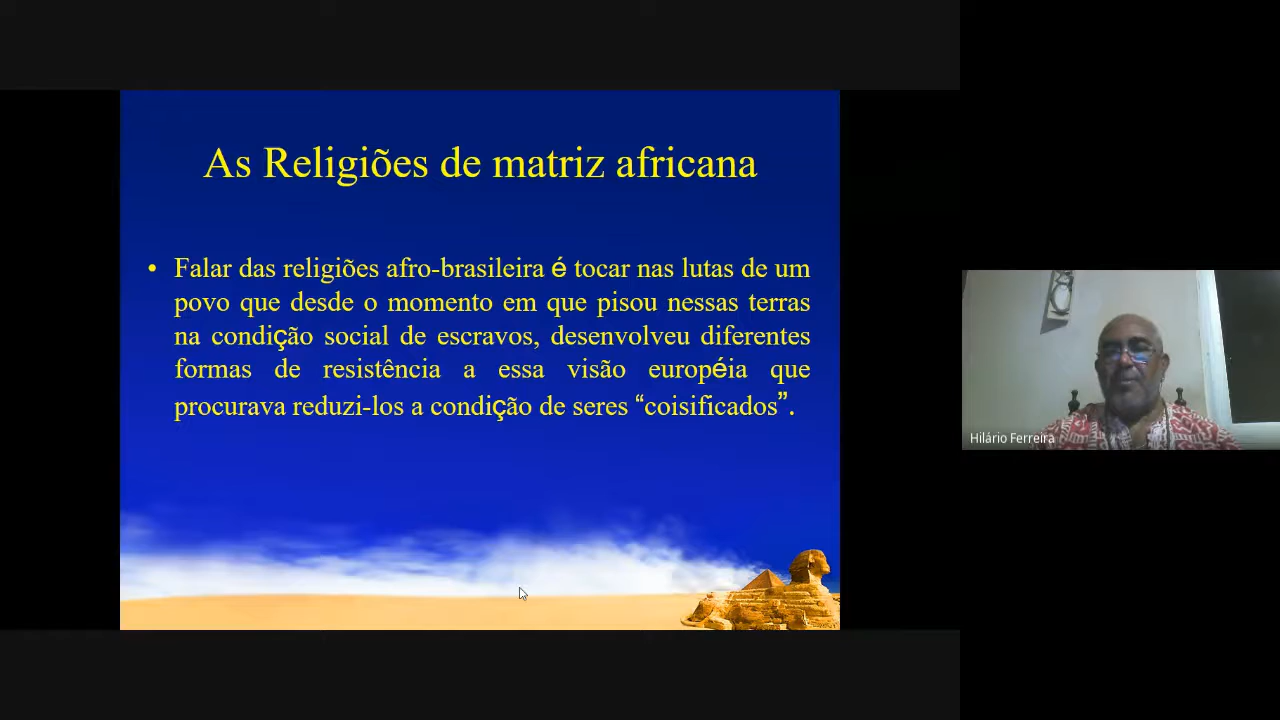 As Religiões de matriz africana
• Falar das religiões afro-brasileira é tocar nas lutas de um
povo que desde o momento em que pisou nessas terras
na condição social de escravos, desenvolveu diferentes
formas de resistência a essa visão européia que
procurava reduzi-los a condição de seres “coisificados”.
Hilário Ferreira